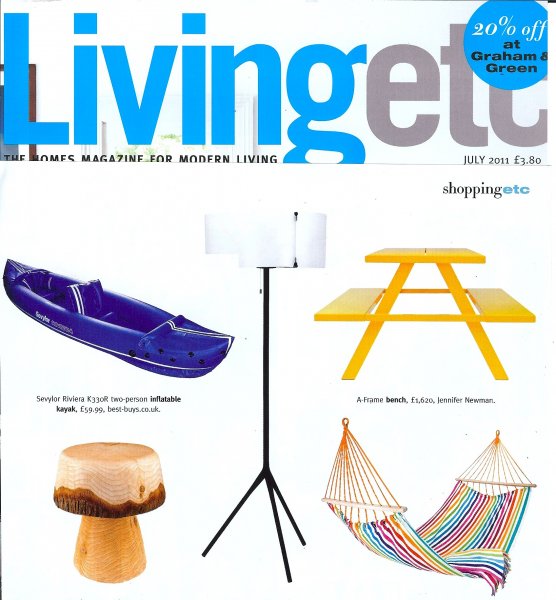 Livingetc
20% off
at
Graham &
Green
THE HOMES MAGAZINE FOR MODERN LIVING
JULY 2011 £3.80
shoppingetc
Sevylor
Sevylor Riviera K330R two-person inflatable
kayak, £59.99, best-buys.co.uk.
A-Frame bench, £1,620, Jennifer Newman.